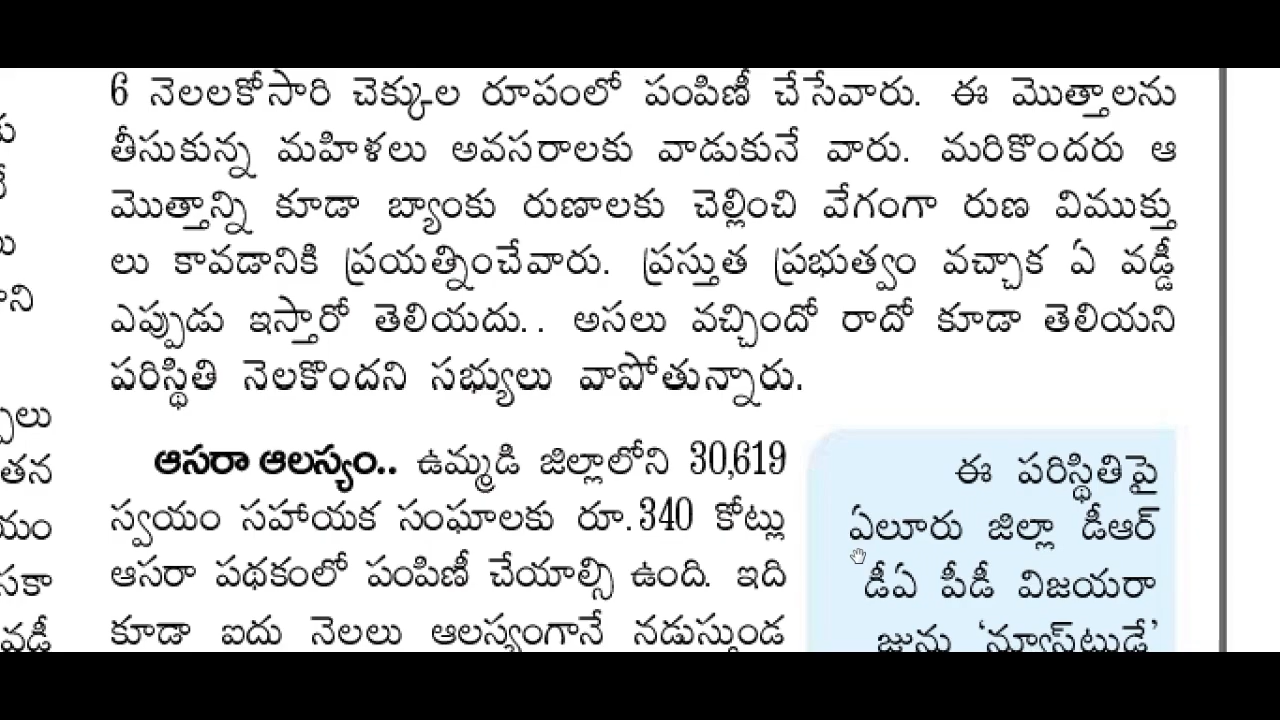 6 నెలలకోసారి చెక్కుల రూపంలో పంపిణీ చేసేవారు. ఈ మొత్తాలను
తీసుకున్న మహిళలు అవసరాలకు వాడుకునే వారు. మరికొందరు ఆ
మొత్తాన్ని కూడా బ్యాంకు రుణాలకు చెల్లించి వేగంగా రుణ విముక్తు
లు కావడానికి ప్రయత్నించేవారు. ప్రస్తుత ప్రభుత్వం వచ్చాక ఏ వడ్డీ
ఎప్పుడు ఇస్తారో తెలియదు.. అసలు వచ్చిందో రాదో కూడా తెలియని
పరిస్థితి నెలకొందని సభ్యులు వాపోతున్నారు.
ఆసరా ఆలస్యం.. ఉమ్మడి జిల్లాలోని 30,619
స్వయం సహాయక సంఘాలకు రూ.340 కోట్లు
ఆసరా పథకంలో పంపిణీ చేయాల్సి ఉంది. ఇది
కూడా ఐదు నెలలు ఆలస్యంగానే నడుస్తుండ
ఈ పరిస్థితిపై
ఏలూరు జిల్లా డీఆర్
డీఏ పీడీ విజయరా
జును ‘న్యూస్‌టుడే’